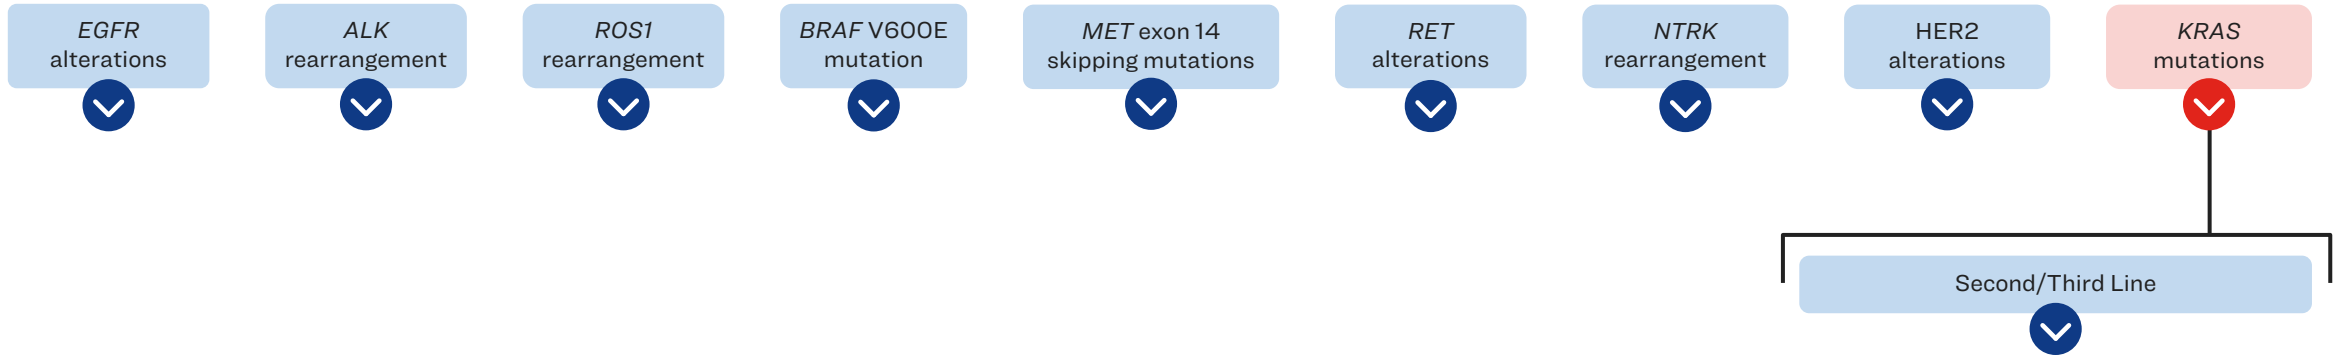 EGFR
alterations
ALK
rearrangement
ROS1
rearrangement
BRAF V600E
mutation
MET exon 14
skipping mutations
RET
alterations
NTRK
rearrangement
HER2
alterations
KRAS
mutations
Second/Third Line